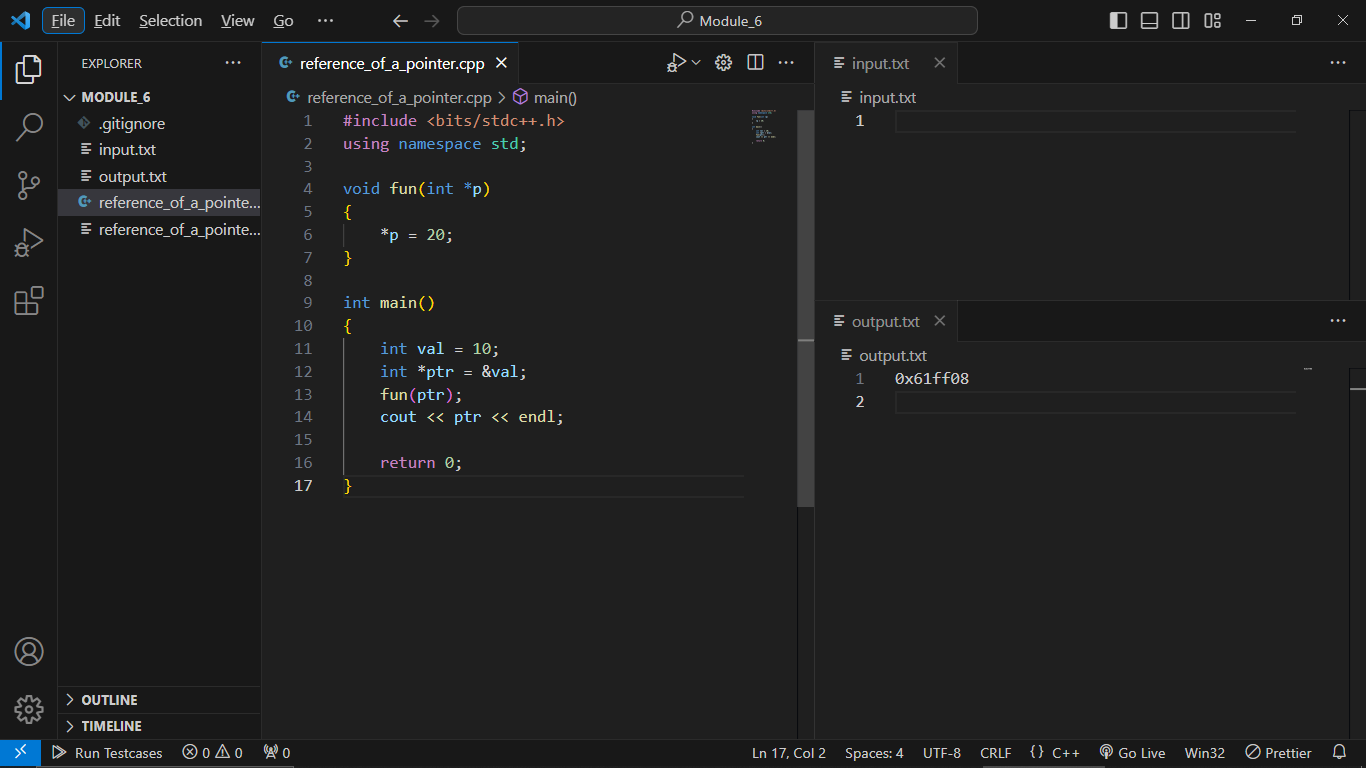 File Edit Selection View Go ··· Module_6
EXPLORER ···
MODULE_6
.gitignore
input.txt
output.txt
reference_of_a_pointe...
reference_of_a_pointe...
OUTLINE
TIMELINE
reference_of_a_pointer.cpp
reference_of_a_pointer.cpp > main()
1 #include <bits/stdc++.h>
2 using namespace std;
3
4 void fun(int *p)
5 {
6 *p = 20;
7 }
8
9 int main()
10 {
11 int val = 10;
12 int *ptr = &val;
13 fun(ptr);
14 cout << ptr << endl;
15
16 return 0;
17 }
input.txt
input.txt
1
output.txt
output.txt
1 0x61ff08
2
Run Testcases 0 0 0 Ln 17, Col 2 Spaces: 4 UTF-8 CRLF {} C++ Go Live Win32 Prettier